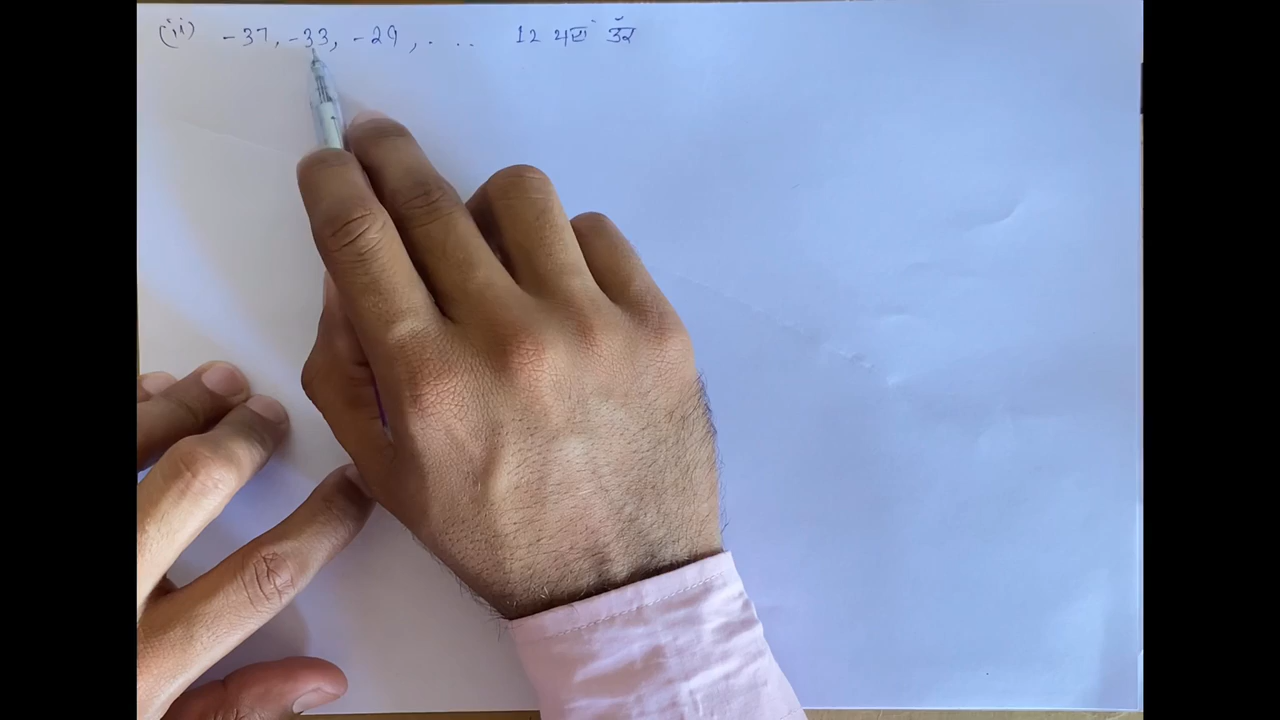 (ii) -37, -33, -29, . . . 12 ਪਦਾਂ ਤੱਕ